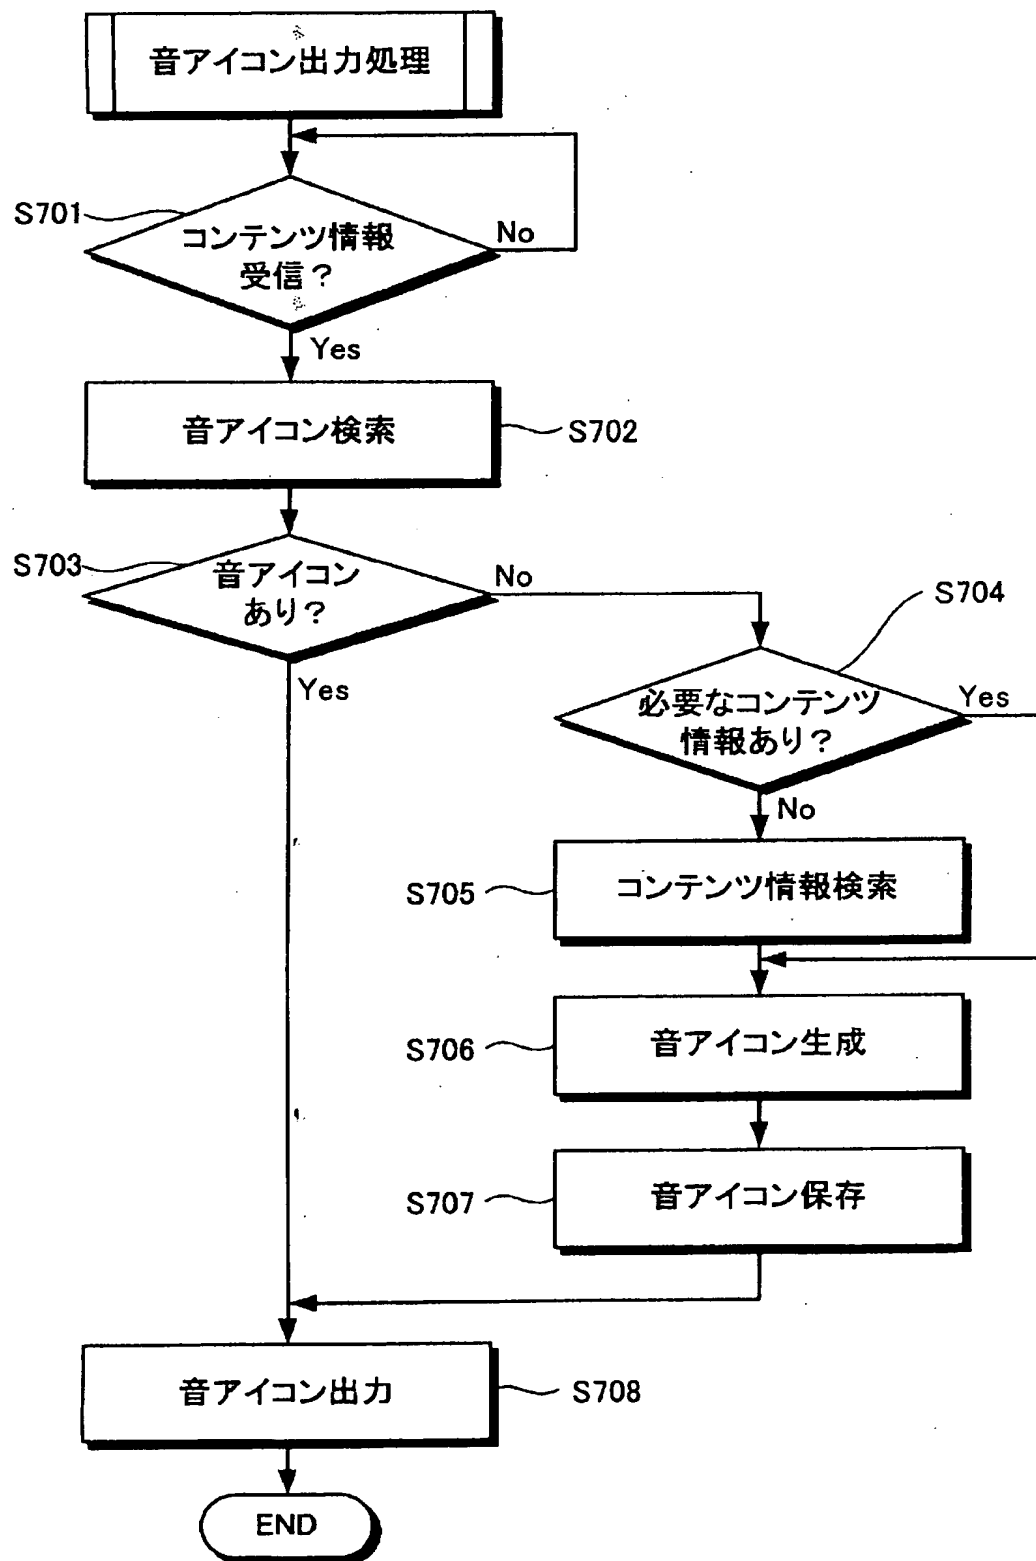 音アイコン出力処理
S701
コンテンツ情報
受信?
No
Yes
音アイコン検索
S702
S703
音アイコン
あり?
No
Yes
S704
必要なコンテンツ
情報あり?
Yes
No
S705
コンテンツ情報検索
S706
音アイコン生成
S707
音アイコン保存
音アイコン出力
S708
END